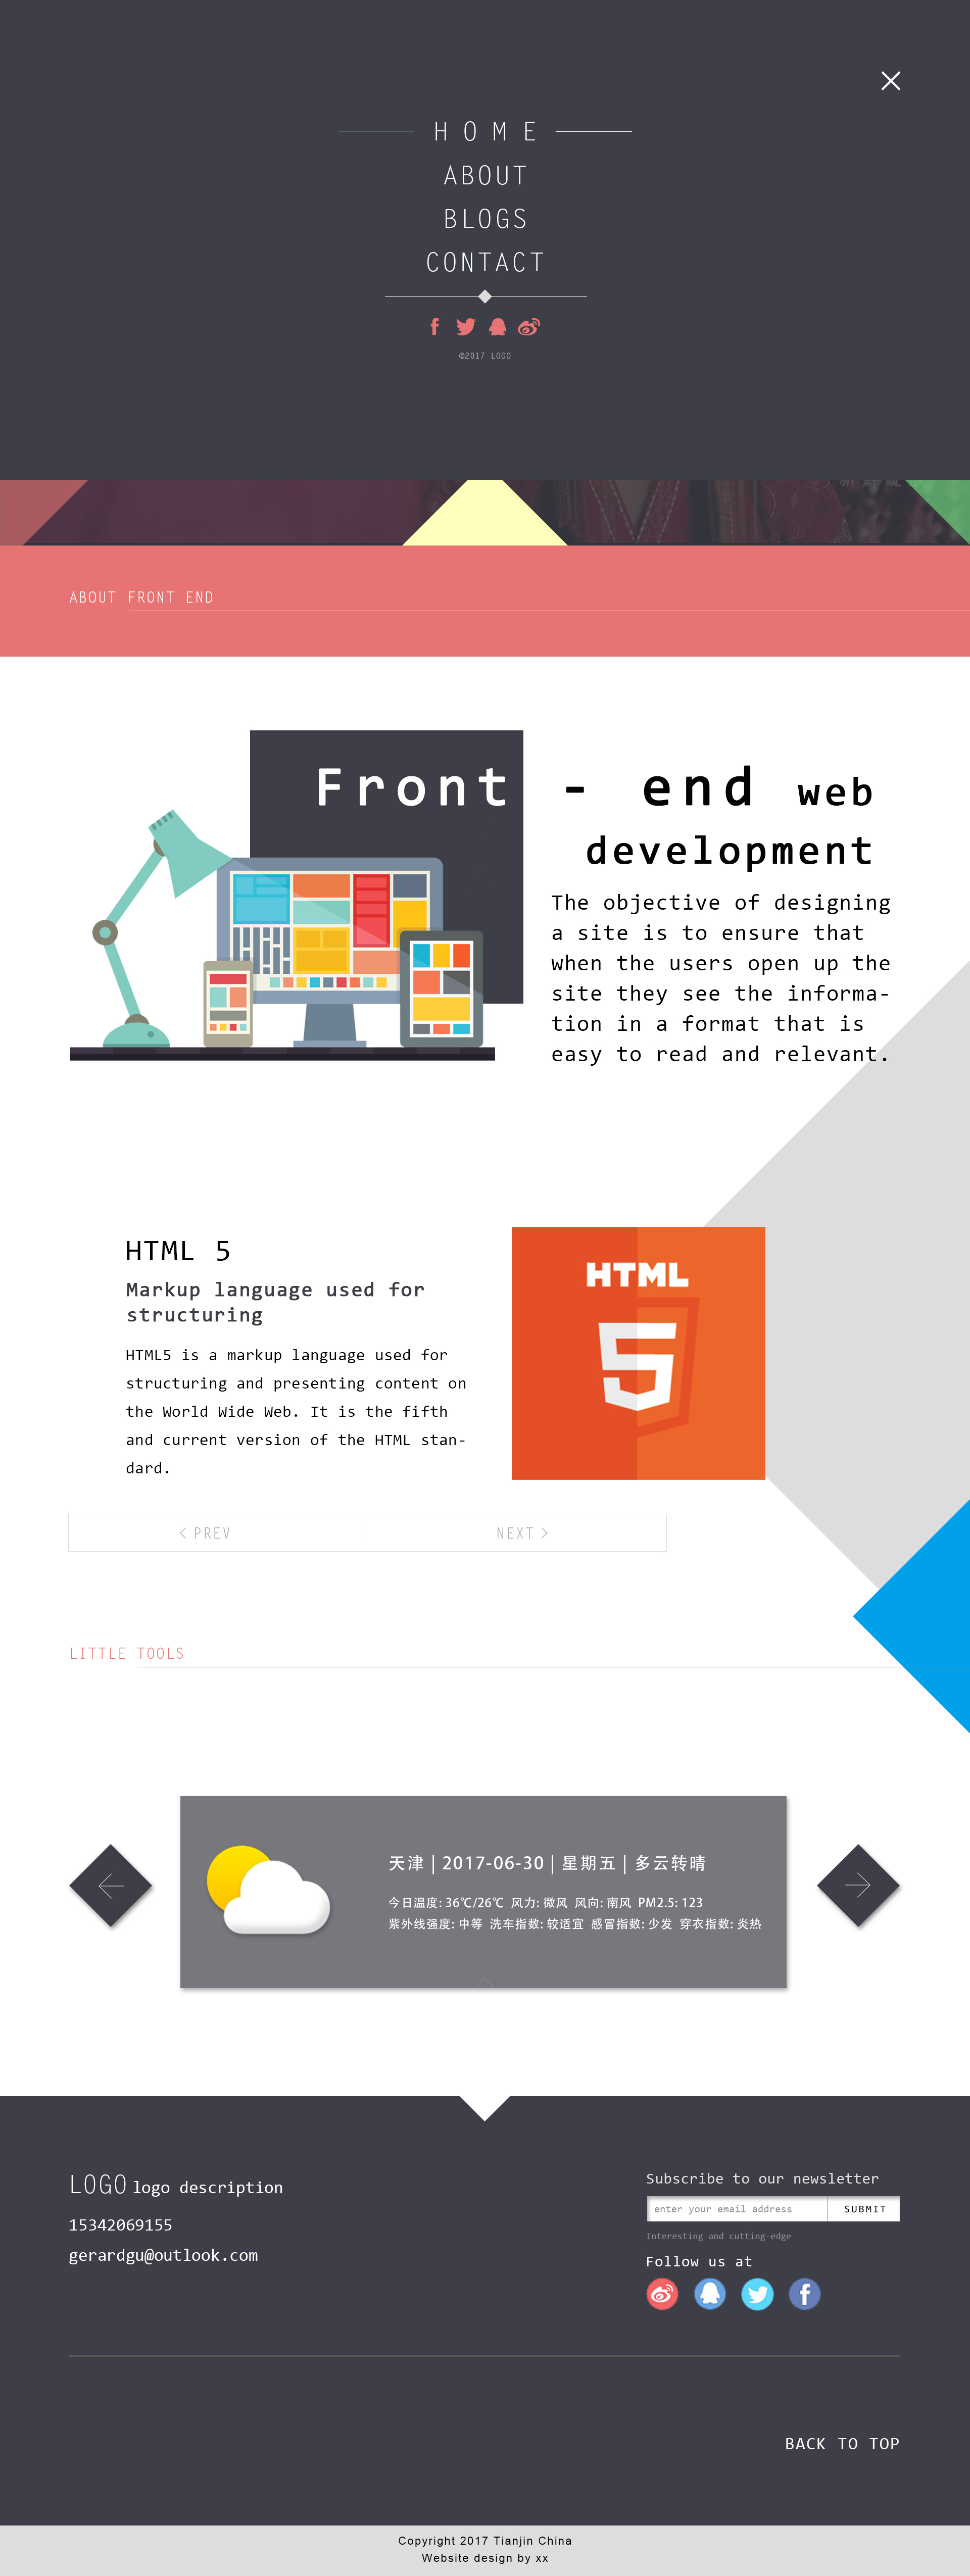 HOME
ABOUT
BLOGS
CONTACT
©2017 LOGO
ABOUT FRONT END
Front - end web
development
The objective of designing
a site is to ensure that
when the users open up the
site they see the informa-
tion in a format that is
easy to read and relevant.
HTML 5
Markup language used for
structuring
HTML5 is a markup language used for
structuring and presenting content on
the World Wide Web. It is the fifth
and current version of the HTML stan-
dard.
HTML
5
< PREV
NEXT >
LITTLE TOOLS
天津 | 2017-06-30 | 星期五 | 多云转晴
今日温度: 36℃/26℃ 风力: 微风 风向: 南风 PM2.5: 123
紫外线强度: 中等 洗车指数: 较适宜 感冒指数: 少发 穿衣指数: 炎热
LOGO logo description
15342069155
gerardgu@outlook.com
Subscribe to our newsletter
enter your email address
SUBMIT
Interesting and cutting-edge
Follow us at
BACK TO TOP
Copyright 2017 Tianjin China
Website design by xx